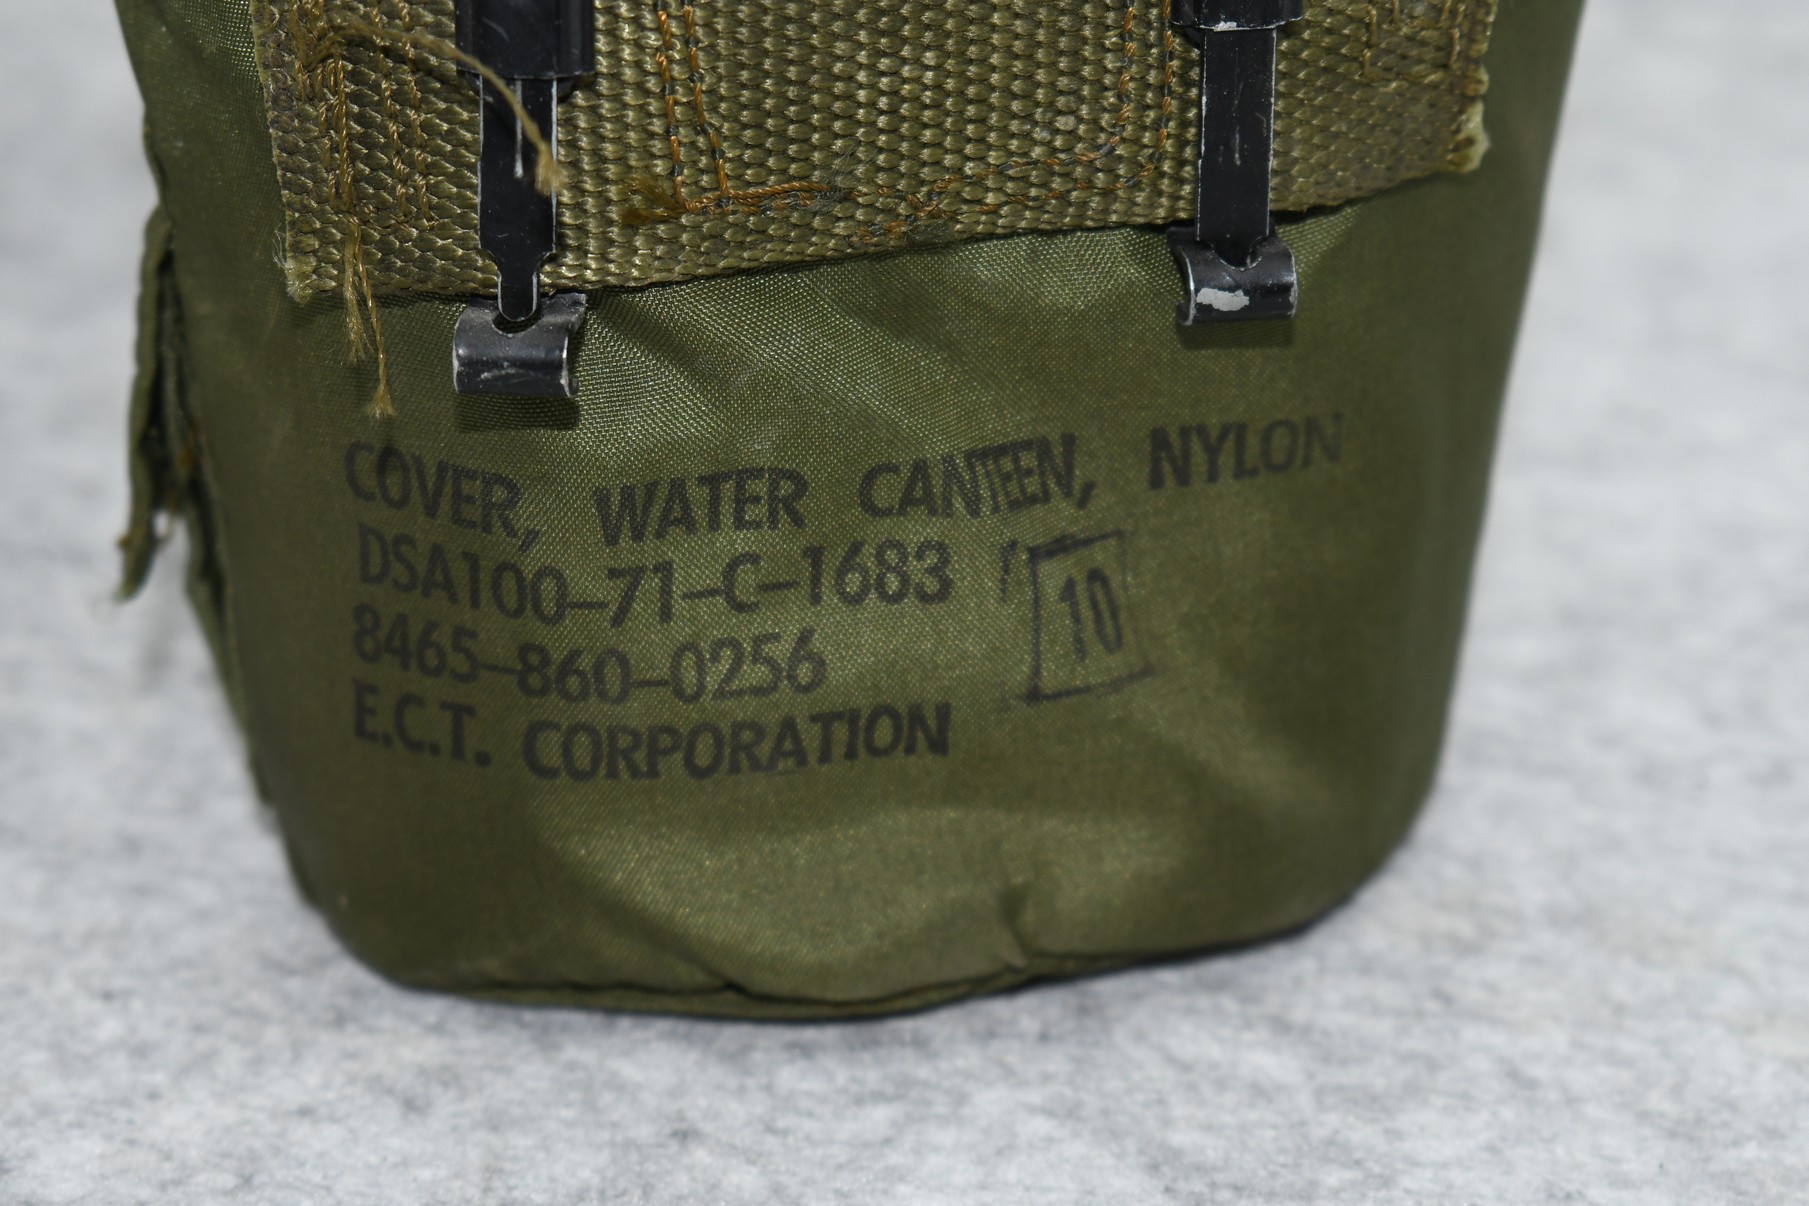 COVER, WATER CANTEEN, NYLON
DSA100-71-C-1683
10
8465-860-0256
E.C.T. CORPORATION